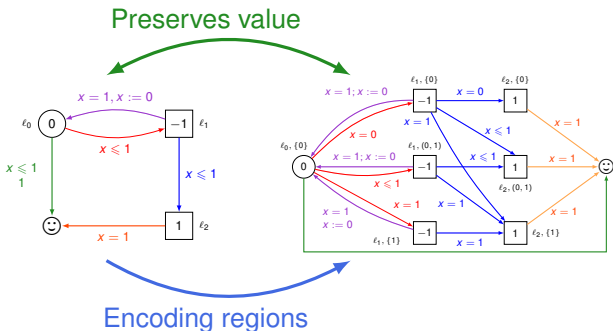 Preserves value
x = 1, x := 0
ℓ₀
0
−1
ℓ₁
x ⩽ 1
x ⩽ 1
1
x ⩽ 1
x = 1
1
ℓ₂
ℓ₁, {0}
ℓ₂, {0}
x = 1; x := 0
−1
x = 0
1
x = 0
x = 1
x ⩽ 1
x = 1
ℓ₀, {0}
ℓ₁, (0, 1)
0
x = 1; x := 0
−1
x ⩽ 1
1
x = 1
x ⩽ 1
ℓ₂, (0, 1)
x = 1
x = 1
x = 1
x = 1
x := 0
−1
x = 1
1
ℓ₁, {1}
ℓ₂, {1}
Encoding regions